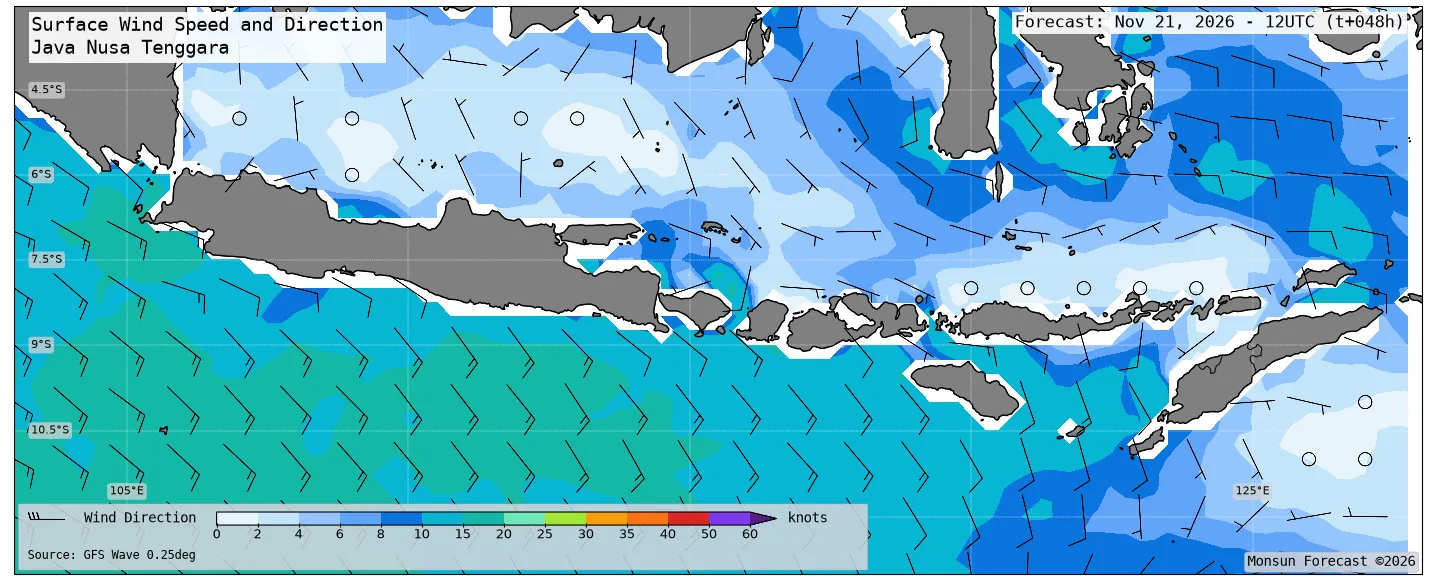 Surface Wind Speed and Direction
Java Nusa Tenggara
Forecast: Nov 21, 2026 - 12UTC (t+048h)
4.5°S
6°S
7.5°S
9°S
10.5°S
105°E
125°E
Wind Direction
0 2 4 6 8 10 15 20 25 30 35 40 50 60
knots
Source: GFS Wave 0.25deg
Monsun Forecast ©2026